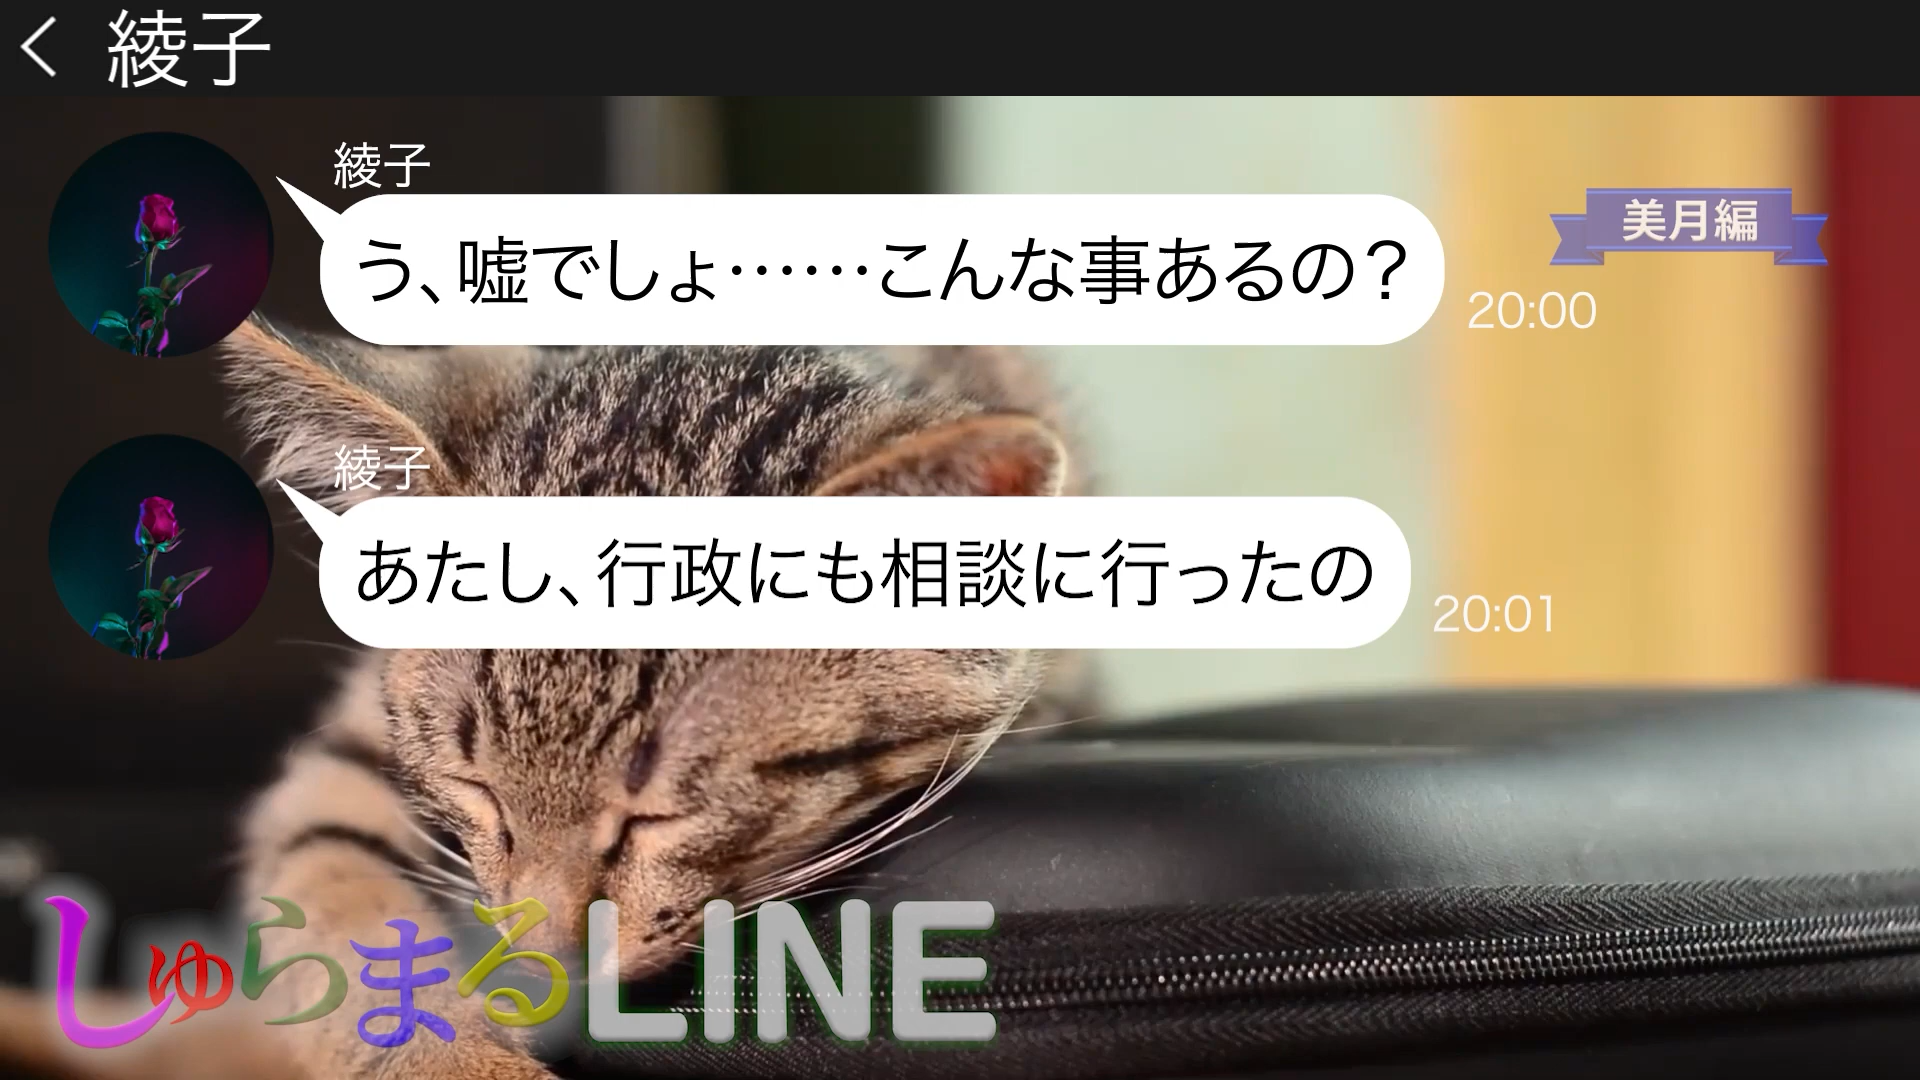 綾子
綾子
う、嘘でしょ……こんな事あるの？
美月編
20:00
綾子
あたし、行政にも相談に行ったの
20:01
しゅらまるLINE